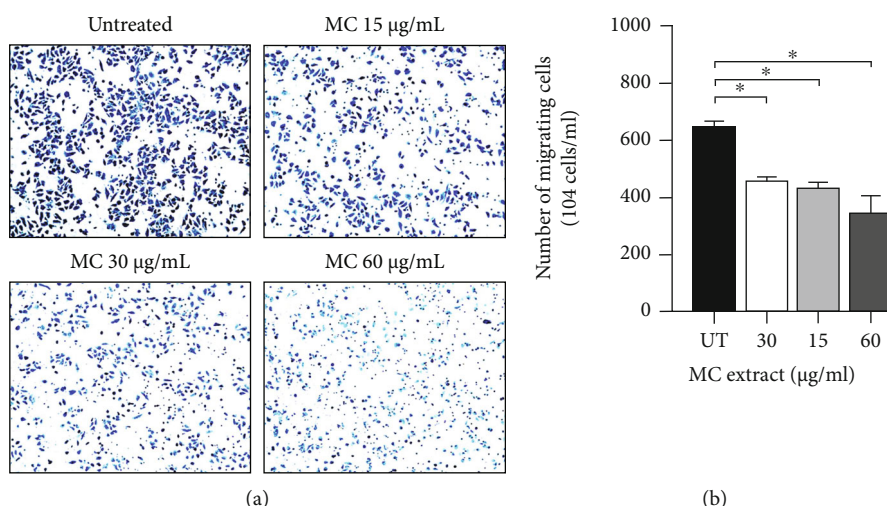 Untreated
MC 15 μg/mL
MC 30 μg/mL
MC 60 μg/mL
(a)
1000
800
600
400
200
0
Number of migrating cells
(104 cells/ml)
*
*
*
UT
30
15
60
MC extract (μg/ml)
(b)